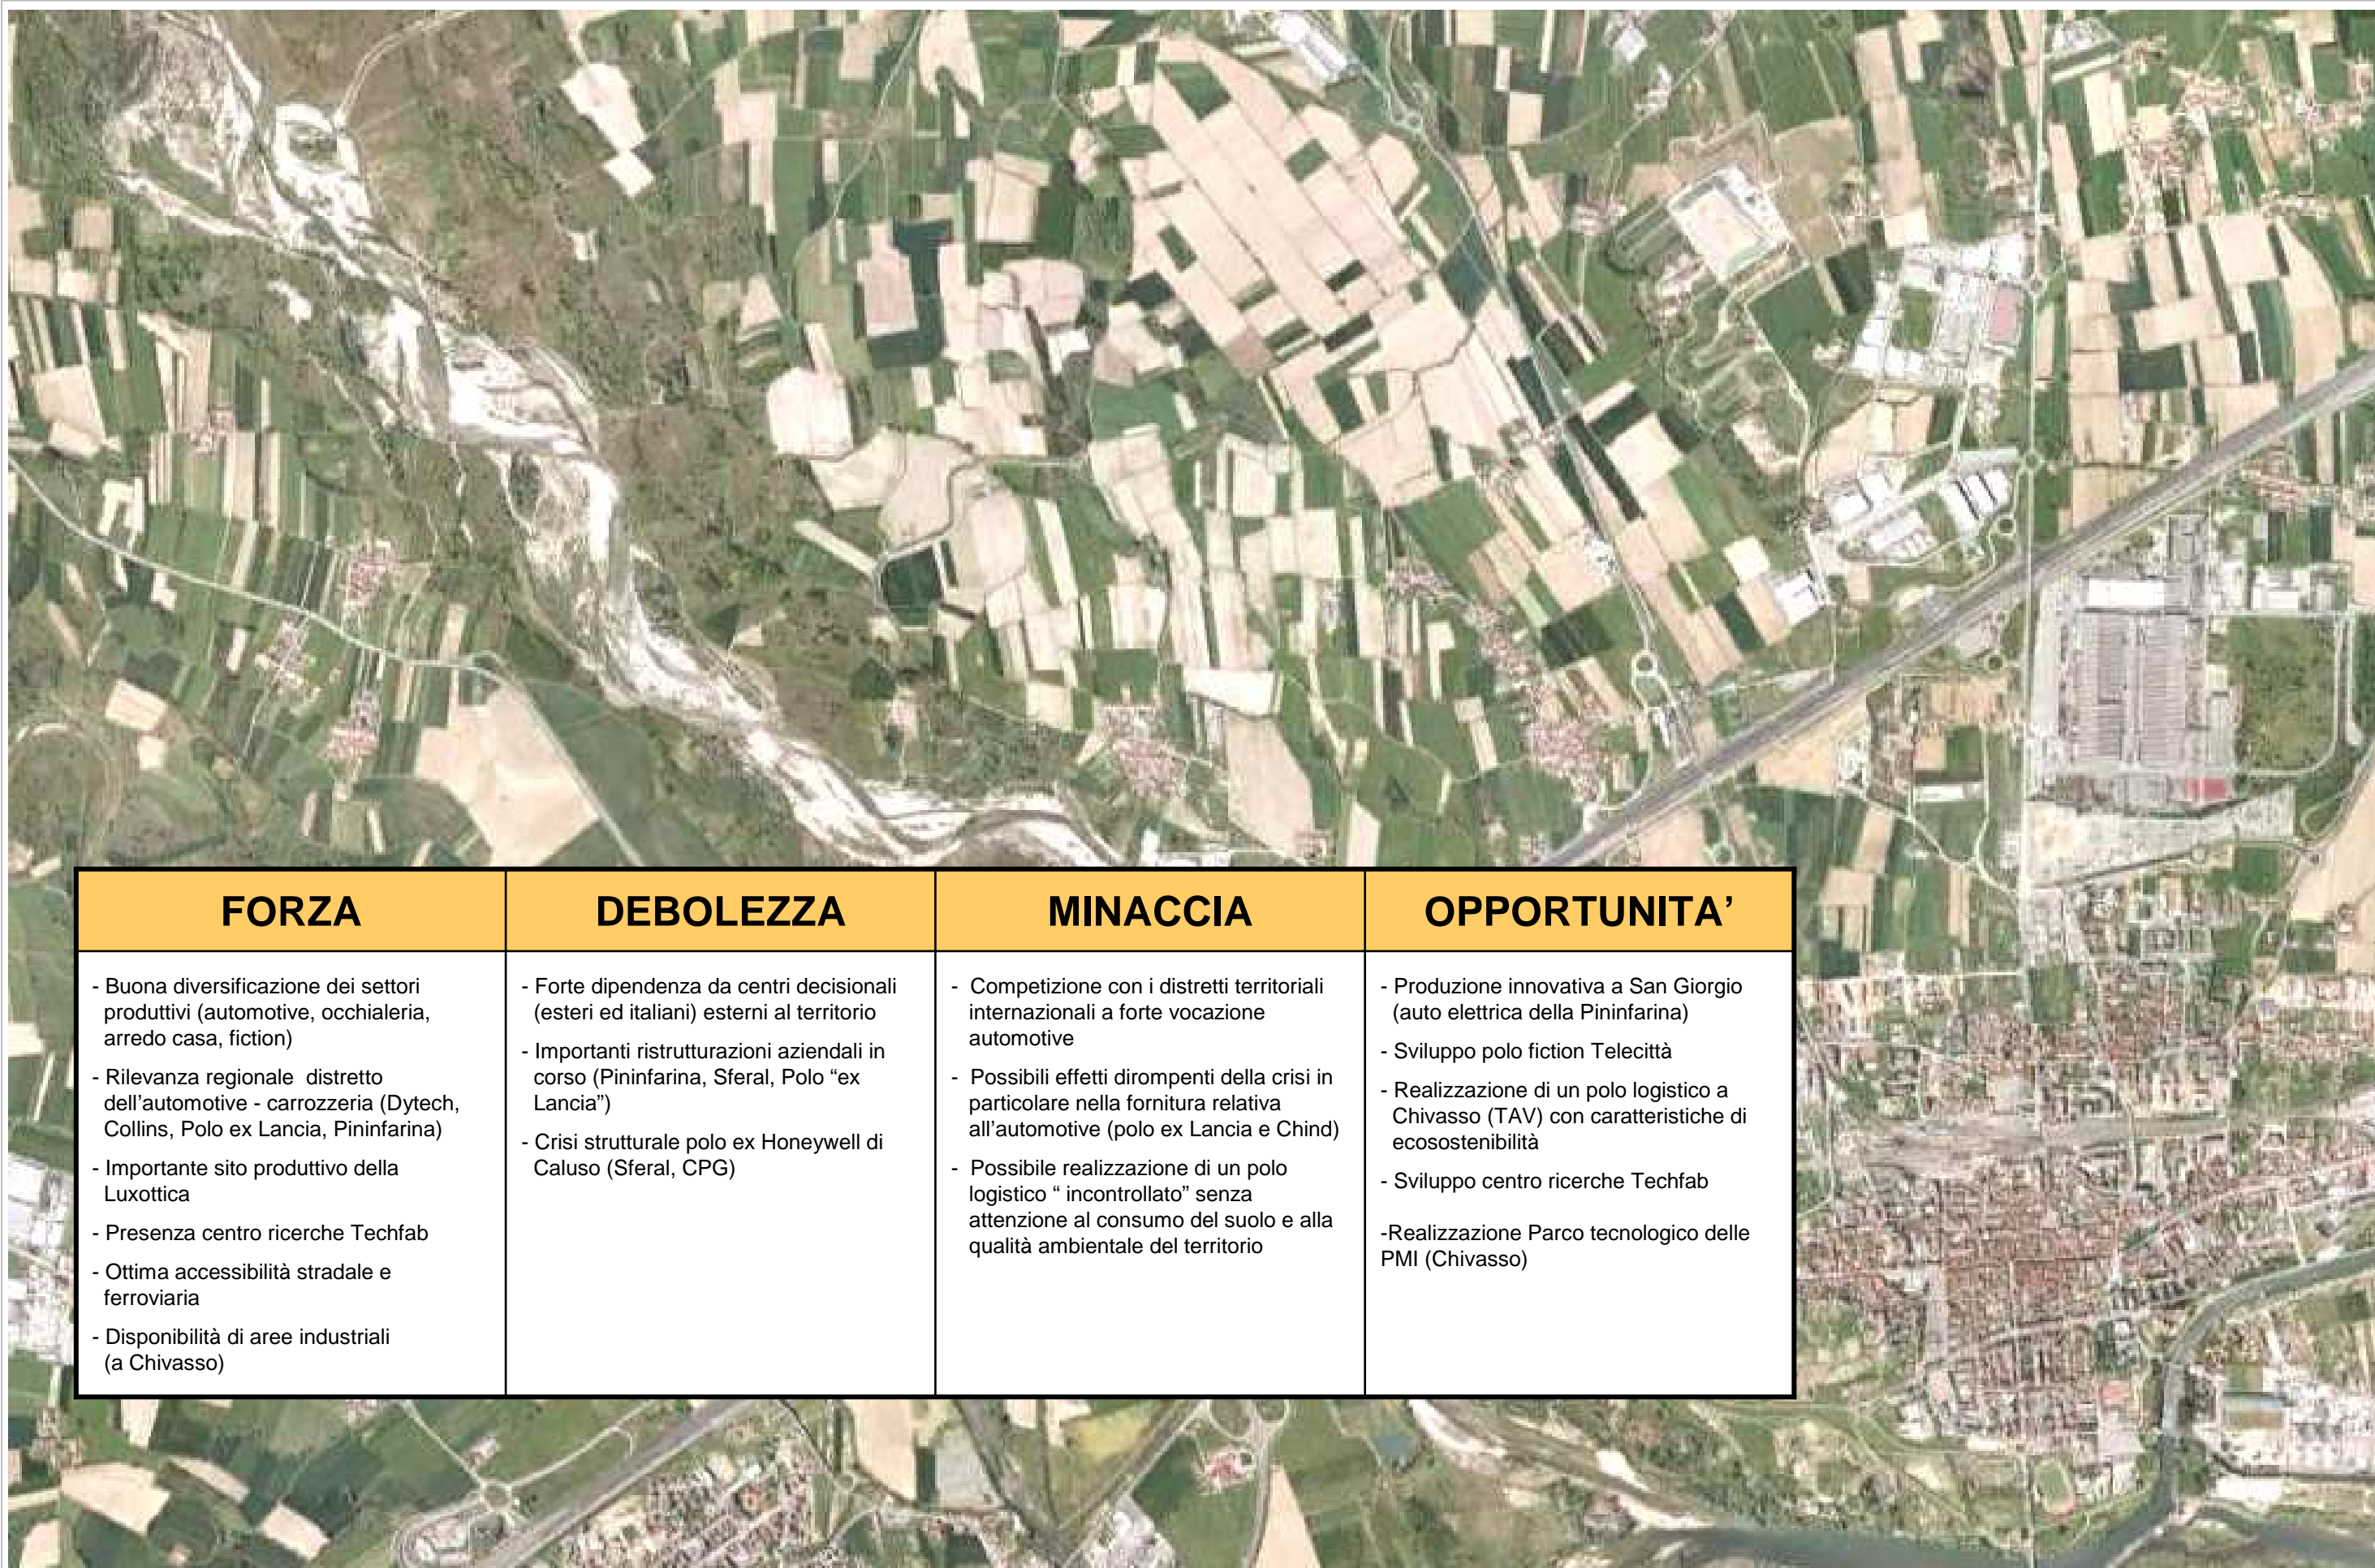 FORZA
DEBOLEZZA
MINACCIA
OPPORTUNITA’
- Buona diversificazione dei settori
produttivi (automotive, occhialeria,
arredo casa, fiction)
- Rilevanza regionale  distretto
dell’automotive - carrozzeria (Dytech,
Collins, Polo ex Lancia, Pininfarina)
- Importante sito produttivo della
Luxottica
- Presenza centro ricerche Techfab
- Ottima accessibilità stradale e
ferroviaria
- Disponibilità di aree industriali
(a Chivasso)
- Forte dipendenza da centri decisionali
(esteri ed italiani) esterni al territorio
- Importanti ristrutturazioni aziendali in
corso (Pininfarina, Sferal, Polo “ex
Lancia”)
- Crisi strutturale polo ex Honeywell di
Caluso (Sferal, CPG)
- Competizione con i distretti territoriali
internazionali a forte vocazione
automotive
- Possibili effetti dirompenti della crisi in
particolare nella fornitura relativa
all’automotive (polo ex Lancia e Chind)
- Possibile realizzazione di un polo
logistico “ incontrollato” senza
attenzione al consumo del suolo e alla
qualità ambientale del territorio
- Produzione innovativa a San Giorgio
(auto elettrica della Pininfarina)
- Sviluppo polo fiction Telecittà
- Realizzazione di un polo logistico a
Chivasso (TAV) con caratteristiche di
ecosostenibilità
- Sviluppo centro ricerche Techfab
-Realizzazione Parco tecnologico delle
PMI (Chivasso)